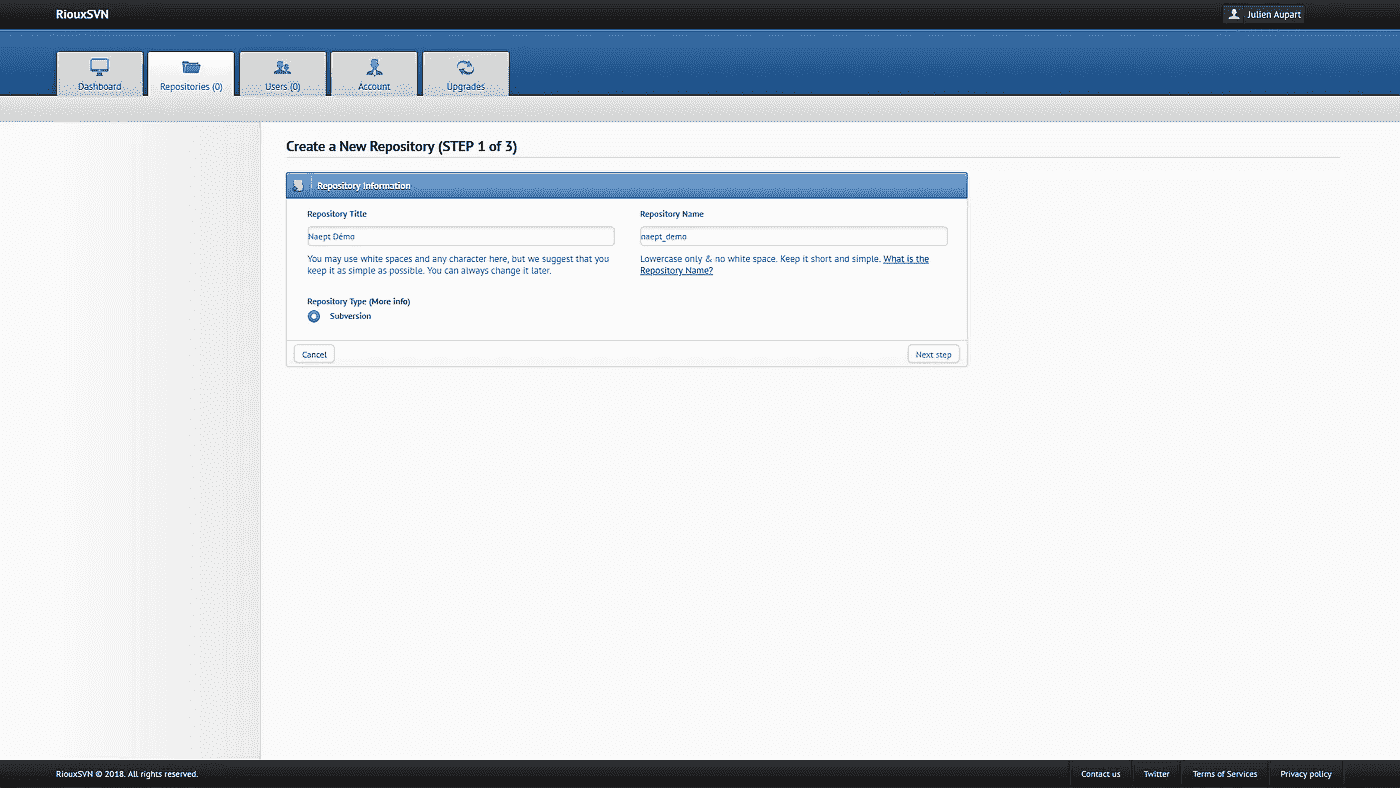 RiouxSVN
Julien Aupart
Dashboard
Repositories (0)
Users (0)
Account
Upgrades
Create a New Repository (STEP 1 of 3)
Repository Information
Repository Title
Repository Name
Naept Démo
naept_demo
You may use white spaces and any character here, but we suggest that you
keep it as simple as possible. You can always change it later.
Lowercase only & no white space. Keep it short and simple. What is the
Repository Name?
Repository Type (More info)
Subversion
Cancel
Next step
RiouxSVN © 2018. All rights reserved.
Contact us
Twitter
Terms of Services
Privacy policy